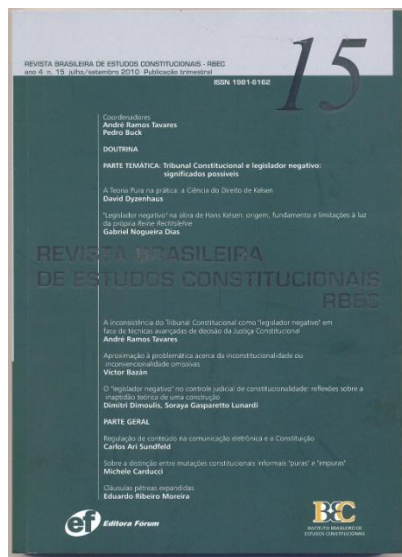 REVISTA BRASILEIRA DE ESTUDOS CONSTITUCIONAIS - RBEC
ano 4 n. 15 julho/setembro 2010 Publicação trimestral
15
ISSN 1981-6162
Coordenadores
André Ramos Tavares
Pedro Buck
DOUTRINA
PARTE TEMÁTICA: Tribunal Constitucional e legislador negativo:
significados possíveis
A Teoria Pura na prática: a Ciência do Direito de Kelsen
David Dyzenhaus
"Legislador negativo" na obra de Hans Kelsen: origem, fundamento e limitações à luz
da própria Reine Rechtslehre
Gabriel Nogueira Dias
REVISTA BRASILEIRA
DE ESTUDOS CONSTITUCIONAIS
RBEC
A inconsistência do Tribunal Constitucional como "legislador negativo" em
face de técnicas avançadas de decisão da Justiça Constitucional
André Ramos Tavares
Aproximação à problemática acerca da inconstitucionalidade ou
inconvencionalidade omissivas
Víctor Bazán
O "legislador negativo" no controle judicial de constitucionalidade: reflexões sobre a
inaptidão teórica de uma construção
Dimitri Dimoulis, Soraya Gasparetto Lunardi
PARTE GERAL
Regulação de conteúdo na comunicação eletrônica e a Constituição
Carlos Ari Sundfeld
Sobre a distinção entre mutações constitucionais informais "puras" e "impuras"
Michele Carducci
Cláusulas pétreas expandidas
Eduardo Ribeiro Moreira
ef Editora Fórum
BEC
INSTITUTO BRASILEIRO DE
ESTUDOS CONSTITUCIONAIS